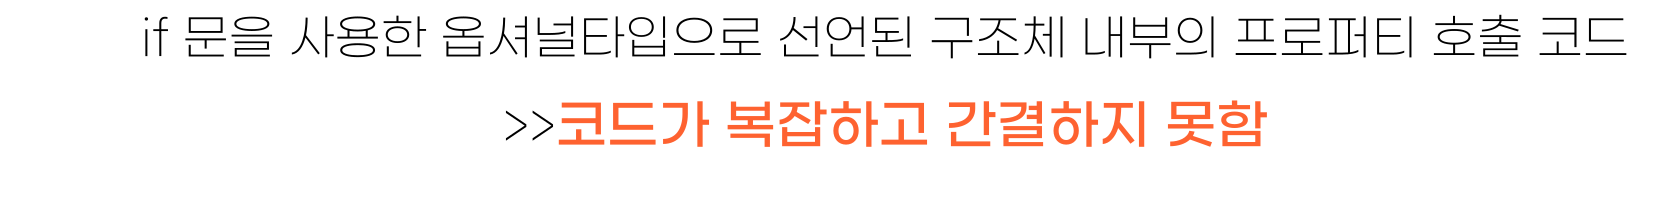 if 문을 사용한 옵셔널타입으로 선언된 구조체 내부의 프로퍼티 호출 코드
>>코드가 복잡하고 간결하지 못함